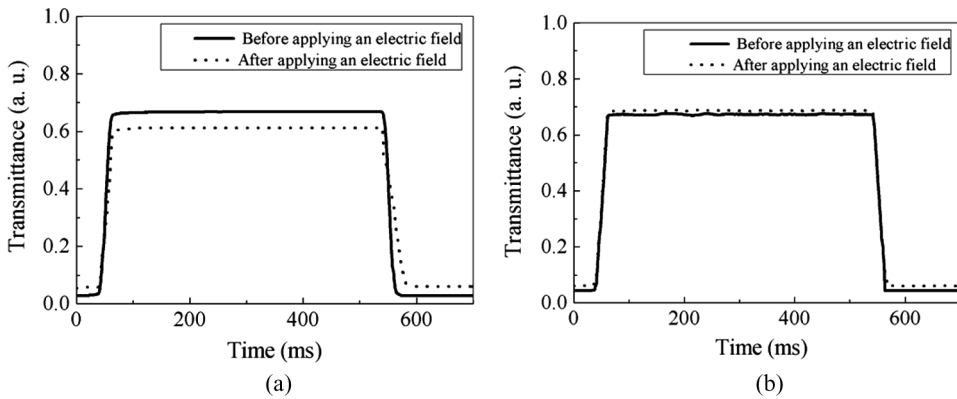 1.0
0.8
0.6
0.4
0.2
0.0
Transmittance (a. u.)
Before applying an electric field
After applying an electric field
0
200
400
600
Time (ms)
(a)
1.0
0.8
0.6
0.4
0.2
0.0
Transmittance (a. u.)
Before applying an electric field
After applying an electric field
0
200
400
600
Time (ms)
(b)